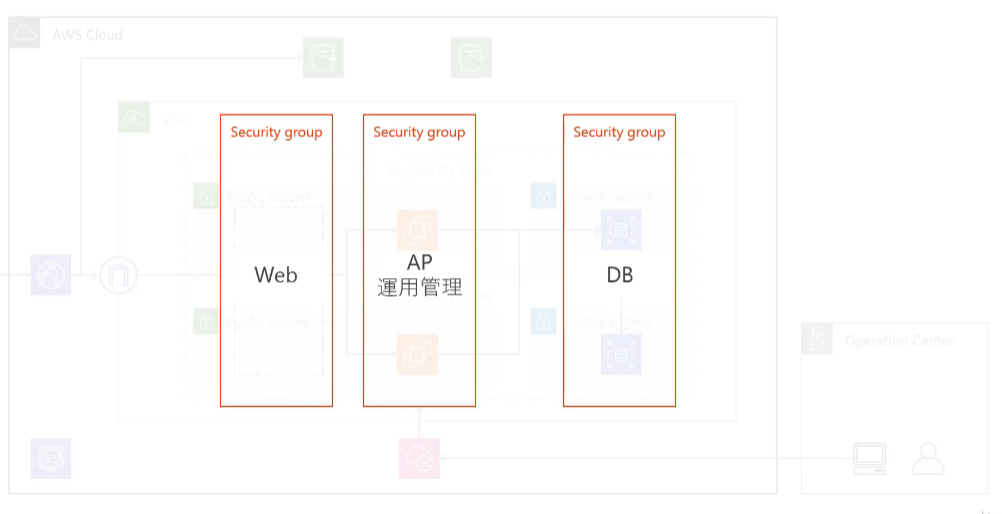 AWS Cloud
VPC
Security group
Security group
Security group
Availability Zone
Public subnet
Private subnet
Web
AP
運用管理
DB
Public subnet
Private subnet
Operation Center